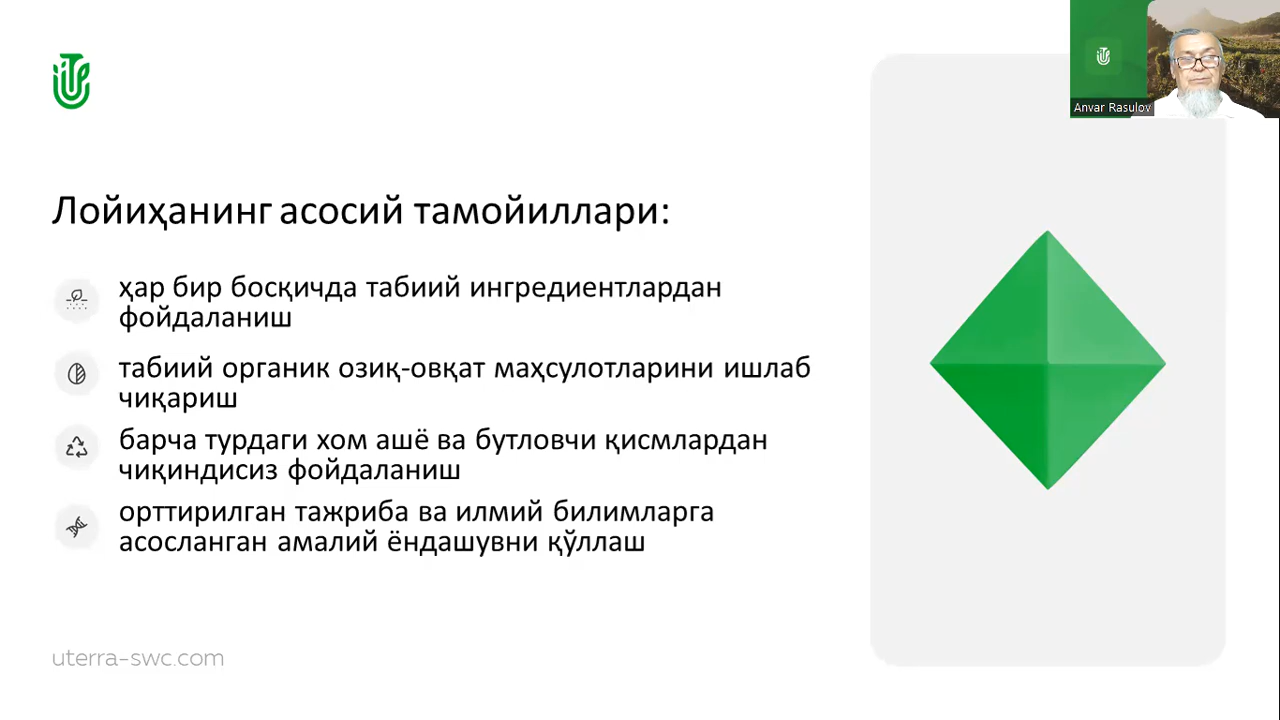 Anvar Rasulov
Лойиҳанинг асосий тамойиллари:
ҳар бир босқичда табиий ингредиентлардан
фойдаланиш
табиий органик озиқ-овқат маҳсулотларини ишлаб
чиқариш
барча турдаги хом ашё ва бутловчи қисмлардан
чиқиндисиз фойдаланиш
орттирилган тажриба ва илмий билимларга
асосланган амалий ёндашувни қўллаш
uterra-swc.com